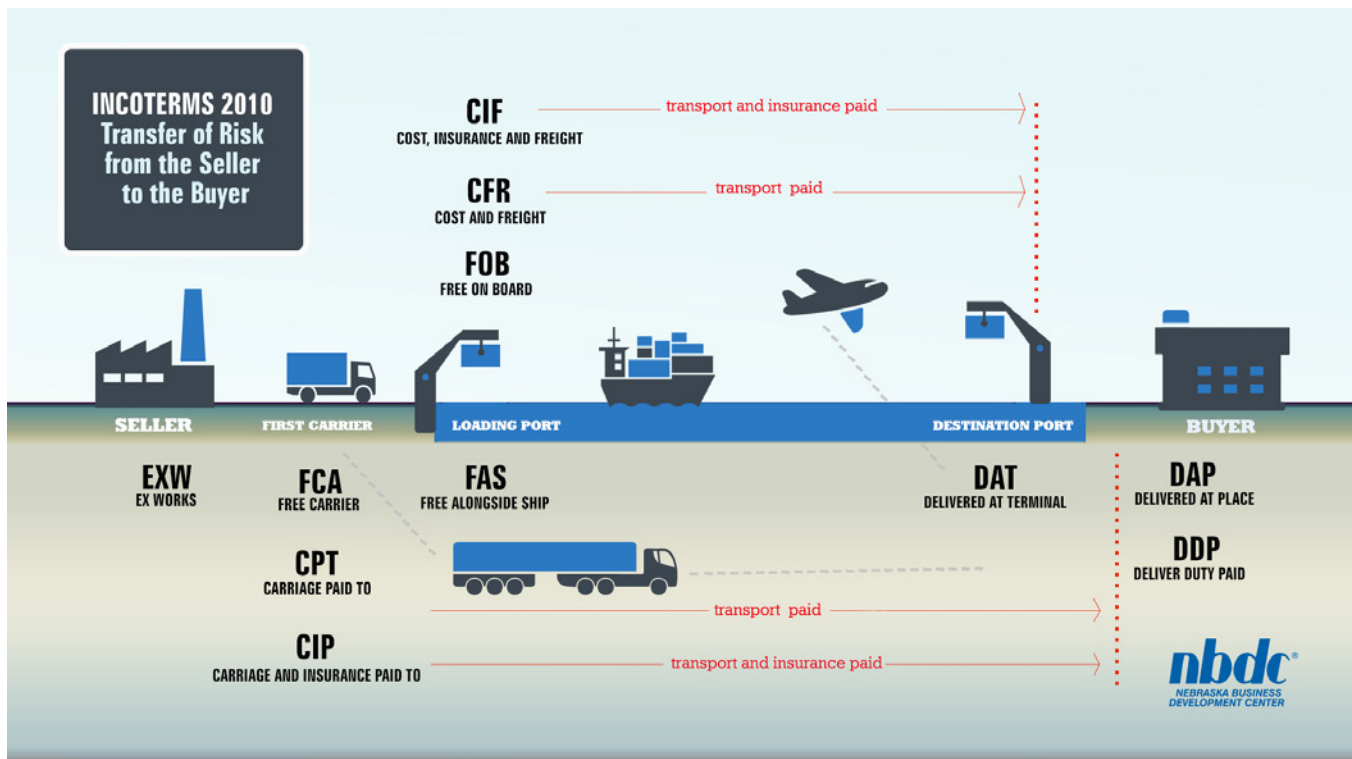 INCOTERMS 2010
Transfer of Risk
from the Seller
to the Buyer
CIF
COST, INSURANCE AND FREIGHT
transport and insurance paid
CFR
COST AND FREIGHT
transport paid
FOB
FREE ON BOARD
SELLER
FIRST CARRIER
LOADING PORT
DESTINATION PORT
BUYER
EXW
EX WORKS
FCA
FREE CARRIER
FAS
FREE ALONGSIDE SHIP
DAT
DELIVERED AT TERMINAL
DAP
DELIVERED AT PLACE
CPT
CARRIAGE PAID TO
transport paid
DDP
DELIVER DUTY PAID
CIP
CARRIAGE AND INSURANCE PAID TO
transport and insurance paid
nbdc®
NEBRASKA BUSINESS
DEVELOPMENT CENTER